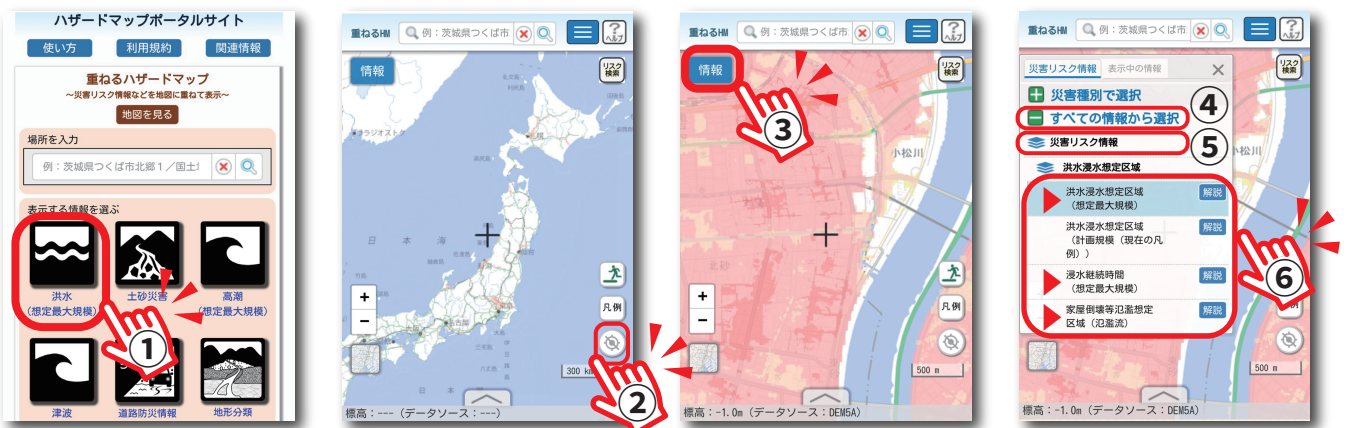 ハザードマップポータルサイト
使い方
利用規約
関連情報
重ねるハザードマップ
～災害リスク情報などを地図に重ねて表示～
地図を見る
場所を入力
例：茨城県つくば市北郷1／国土
表示する情報を選ぶ
洪水
（想定最大規模）
土砂災害
高潮
（想定最大規模）
①
津波
道路防災情報
地形分類
重ねるHM
例：茨城県つくば市
ヘルプ
情報
リスク
検索
札幌
日本海
名古屋
+
−
凡例
300 km
②
標高：---（データソース：---）
重ねるHM
例：茨城県つくば市
ヘルプ
情報
リスク
検索
③
小松川
北砂
+
−
凡例
500 m
標高：-1.0m（データソース：DEM5A）
重ねるHM
例：茨城県つくば市
ヘルプ
災害リスク情報
表示中の情報
リスク
検索
災害種別で選択
④
すべての情報から選択
災害リスク情報
⑤
小松川
洪水浸水想定区域
洪水浸水想定区域
（想定最大規模）
解説
洪水浸水想定区域
（計画規模（現在の凡
例））
解説
浸水継続時間
（想定最大規模）
解説
家屋倒壊等氾濫想定
区域（氾濫流）
解説
⑥
500 m
標高：-1.0m（データソース：DEM5A）